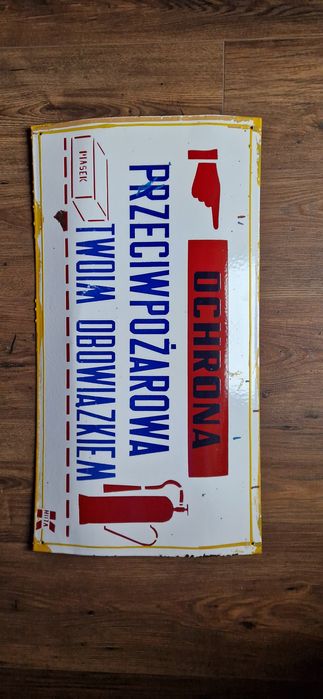 OCHRONA
PRZECIWPOŻAROWA
TWOIM OBOWIĄZKIEM
PIASEK